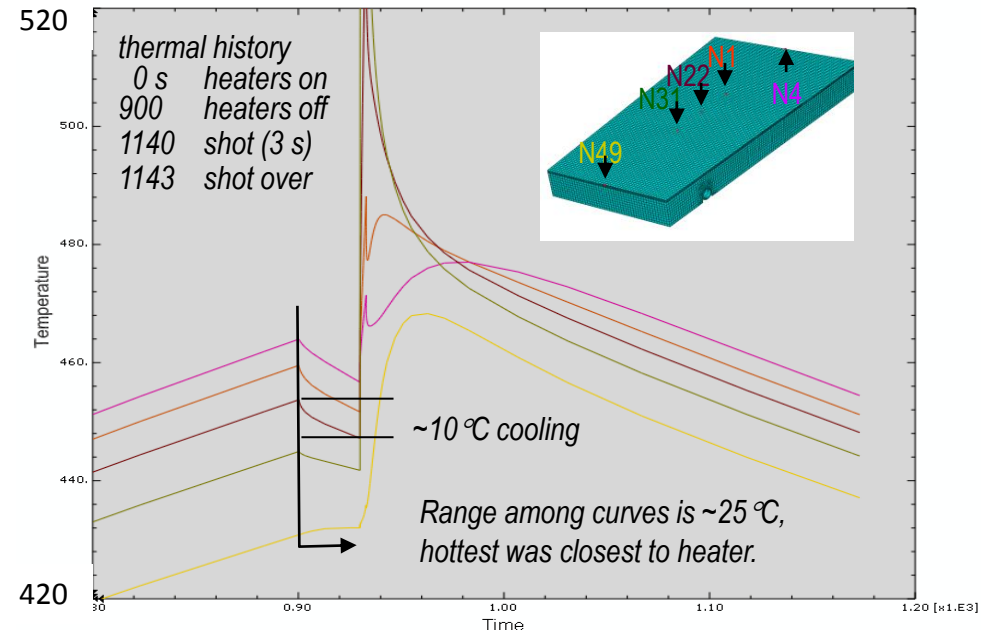 520
thermal history
0 s heaters on
900 heaters off
1140 shot (3 s)
1143 shot over
500.
480.
460.
440.
420
Temperature
N1
N22
N31
N4
N49
~10 °C cooling
Range among curves is ~25 °C,
hottest was closest to heater.
0.90
1.00
1.10
1.20 [x1.E3]
Time